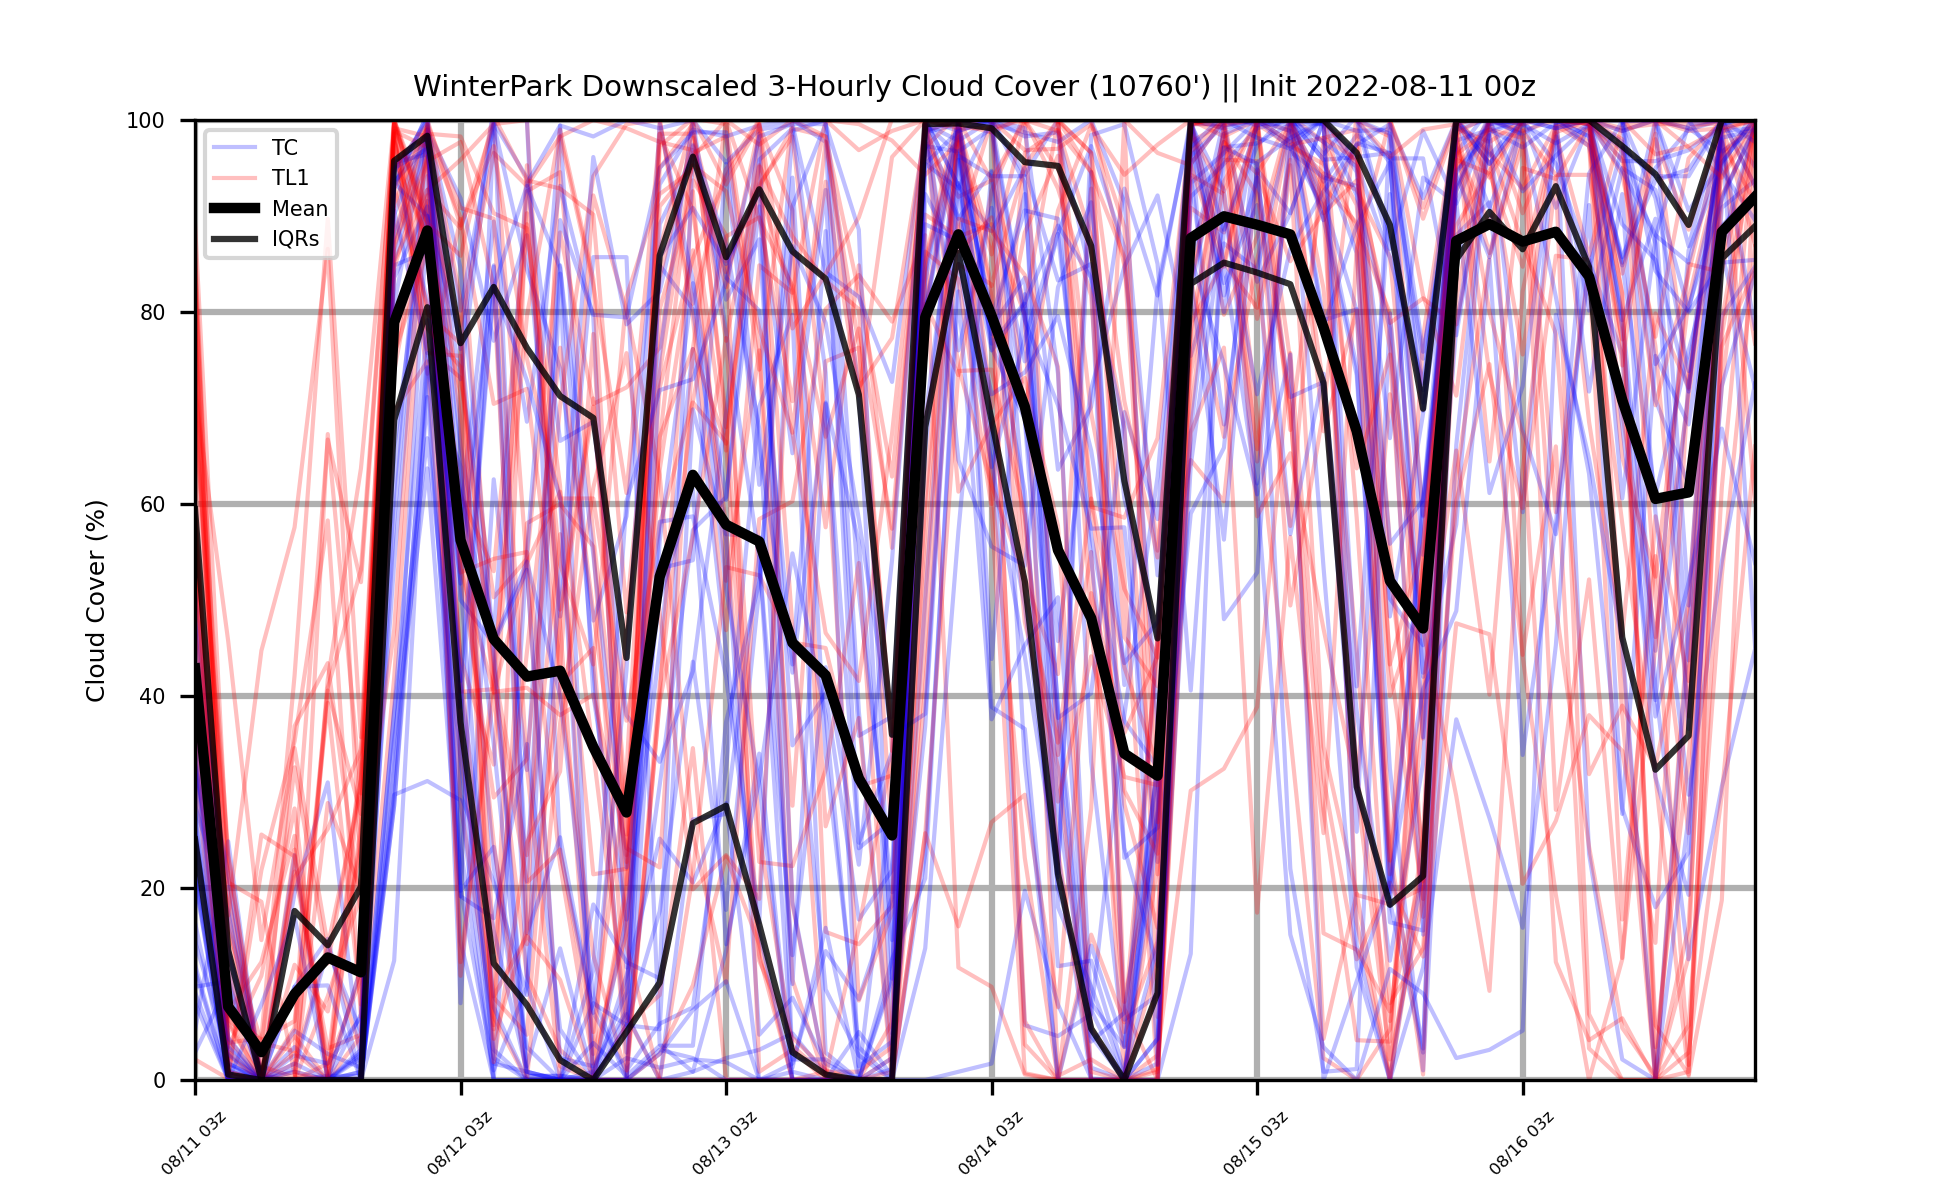 WinterPark Downscaled 3-Hourly Cloud Cover (10760') || Init 2022-08-11 00z
TC
TL1
Mean
IQRs
Cloud Cover (%)
100
80
60
40
20
0
08/11 03z
08/12 03z
08/13 03z
08/14 03z
08/15 03z
08/16 03z